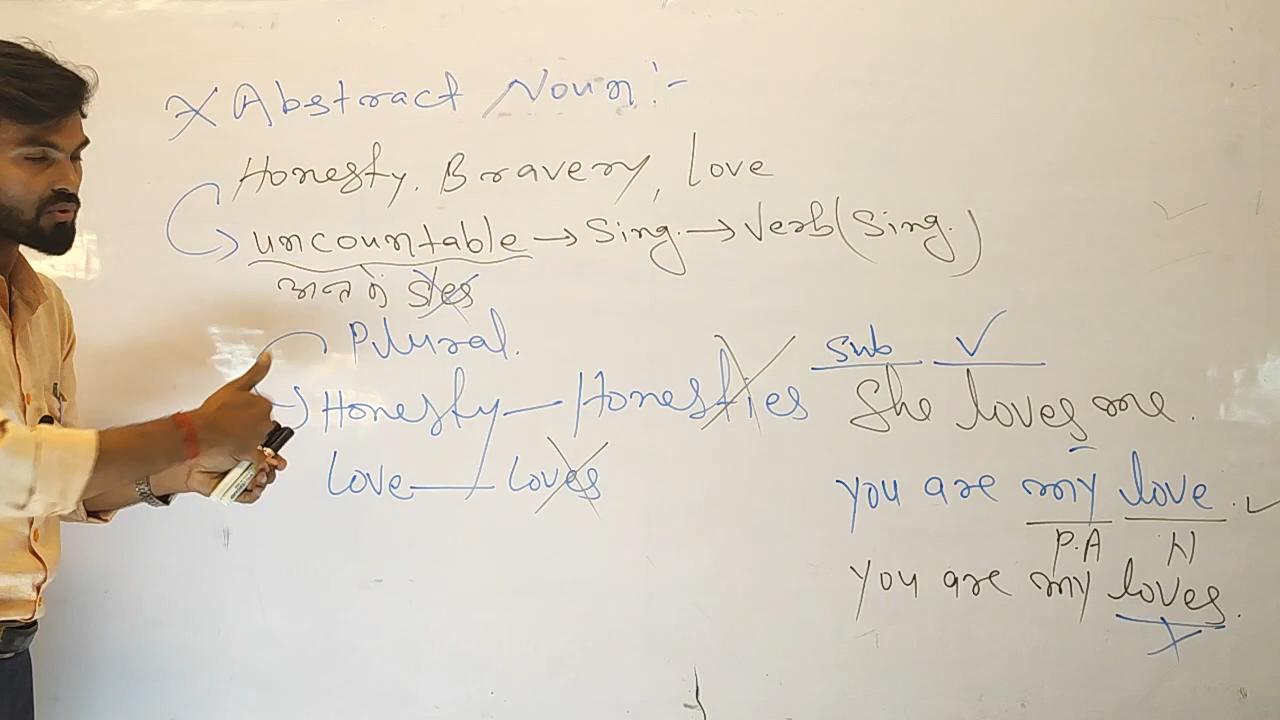 Abstract Noun :-
Honesty, Bravery, love
uncountable → Sing. → Verb (Sing.)
अन्त में s/es
Plural.
Honesty — Honesties
Love — Loves
Sub V
She loves me.
you are my love.
P.A N
you are my loves.